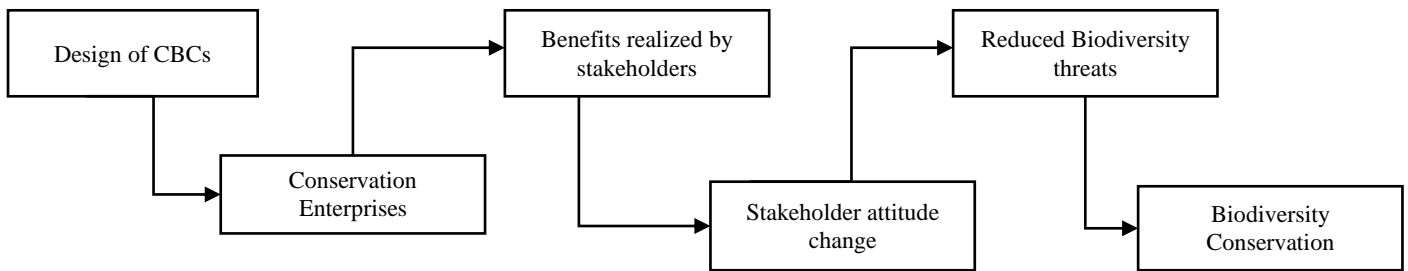 Design of CBCs
Conservation
Enterprises
Benefits realized by
stakeholders
Stakeholder attitude
change
Reduced Biodiversity
threats
Biodiversity
Conservation